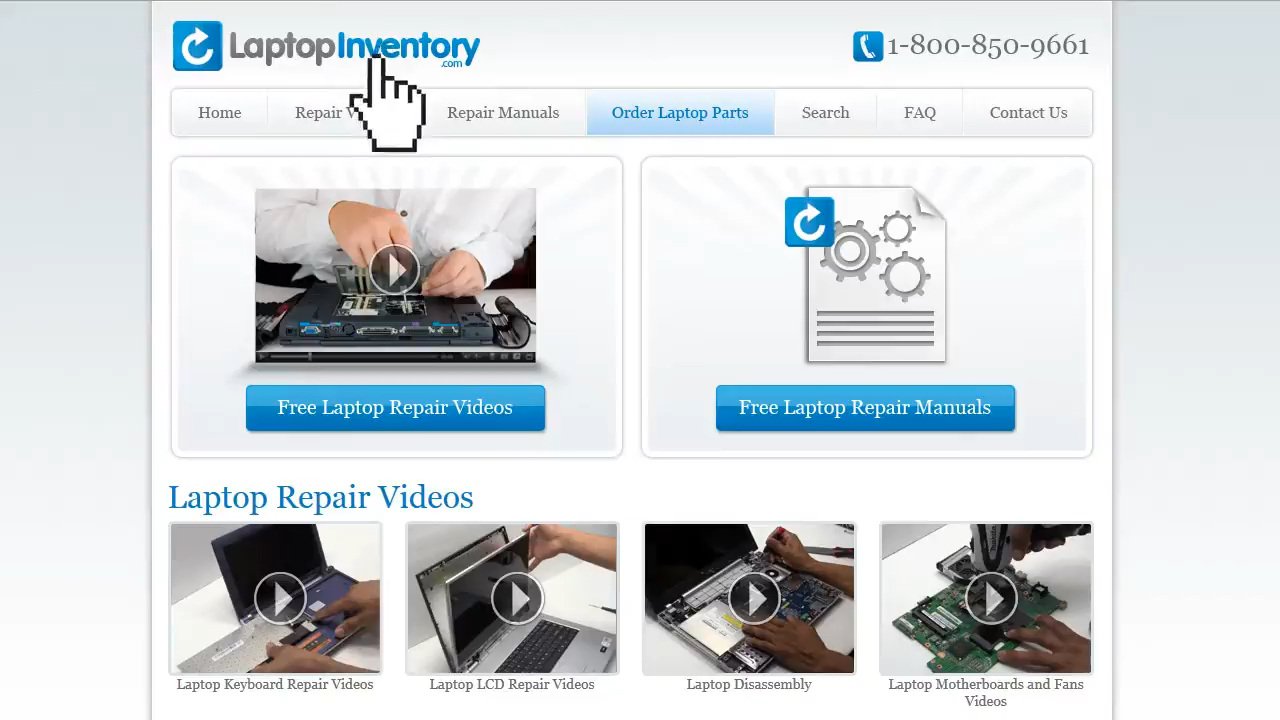 LaptopInventory
.com
1-800-850-9661
Home
Repair V
Repair Manuals
Order Laptop Parts
Search
FAQ
Contact Us
Free Laptop Repair Videos
Free Laptop Repair Manuals
Laptop Repair Videos
Laptop Keyboard Repair Videos
Laptop LCD Repair Videos
Laptop Disassembly
Laptop Motherboards and Fans
Videos